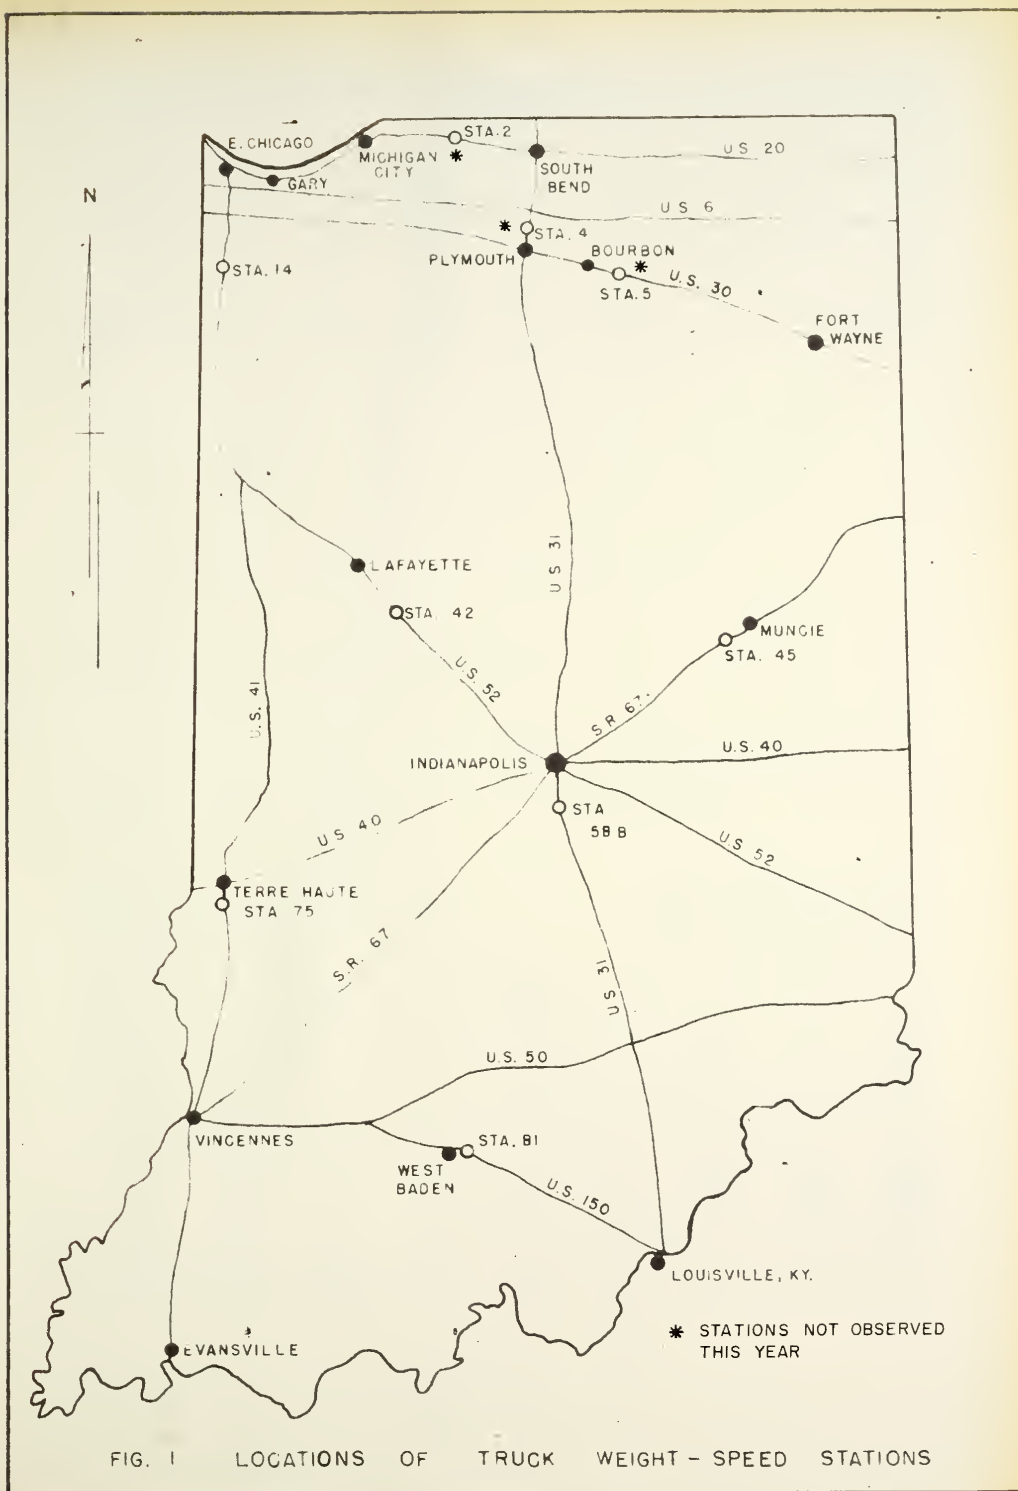 E. CHICAGO
STA. 2
MICHIGAN
CITY
GARY
SOUTH
BEND
U.S. 20
N
U S 6
STA. 4
PLYMOUTH
BOURBON
STA. 14
STA. 5
U.S. 30
FORT
WAYNE
LAFAYETTE
U S 31
STA. 42
MUNCIE
STA. 45
U.S. 52
U.S. 41
S.R. 67
INDIANAPOLIS
U.S. 40
STA
58 B
U.S 40
U.S 52
TERRE HAUTE
STA 75
S.R. 67
U S 31
U.S. 50
VINCENNES
STA. 81
WEST
BADEN
U.S. 150
LOUISVILLE, KY.
* STATIONS NOT OBSERVED
THIS YEAR
EVANSVILLE
FIG. 1 LOCATIONS OF TRUCK WEIGHT - SPEED STATIONS